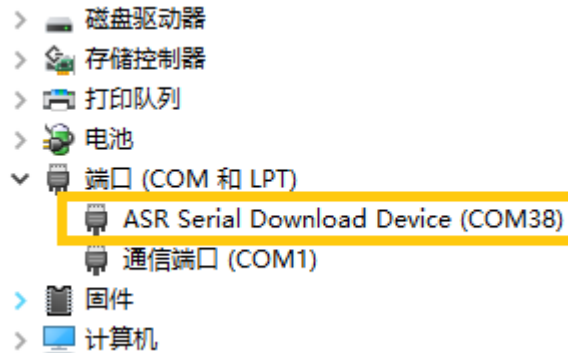 磁盘驱动器
存储控制器
打印队列
电池
端口 (COM 和 LPT)
ASR Serial Download Device (COM38)
通信端口 (COM1)
固件
计算机